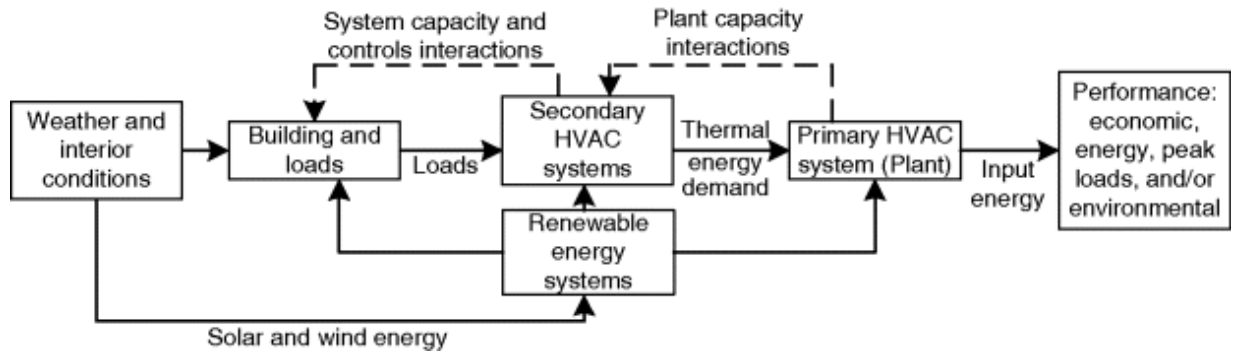 System capacity and
controls interactions
Plant capacity
interactions
Weather and
interior
conditions
Building and
loads
Loads
Secondary
HVAC
systems
Thermal
energy
demand
Primary HVAC
system (Plant)
Input
energy
Performance:
economic,
energy, peak
loads, and/or
environmental
Renewable
energy
systems
Solar and wind energy